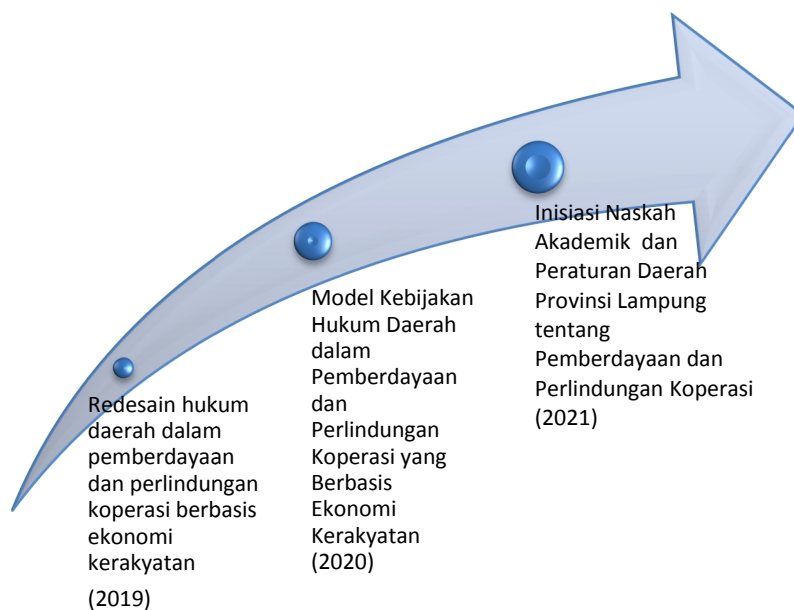 Redesain hukum
daerah dalam
pemberdayaan
dan perlindungan
koperasi berbasis
ekonomi
kerakyatan
(2019)
Model Kebijakan
Hukum Daerah
dalam
Pemberdayaan
dan
Perlindungan
Koperasi yang
Berbasis
Ekonomi
Kerakyatan
(2020)
Inisiasi Naskah
Akademik dan
Peraturan Daerah
Provinsi Lampung
tentang
Pemberdayaan dan
Perlindungan Koperasi
(2021)